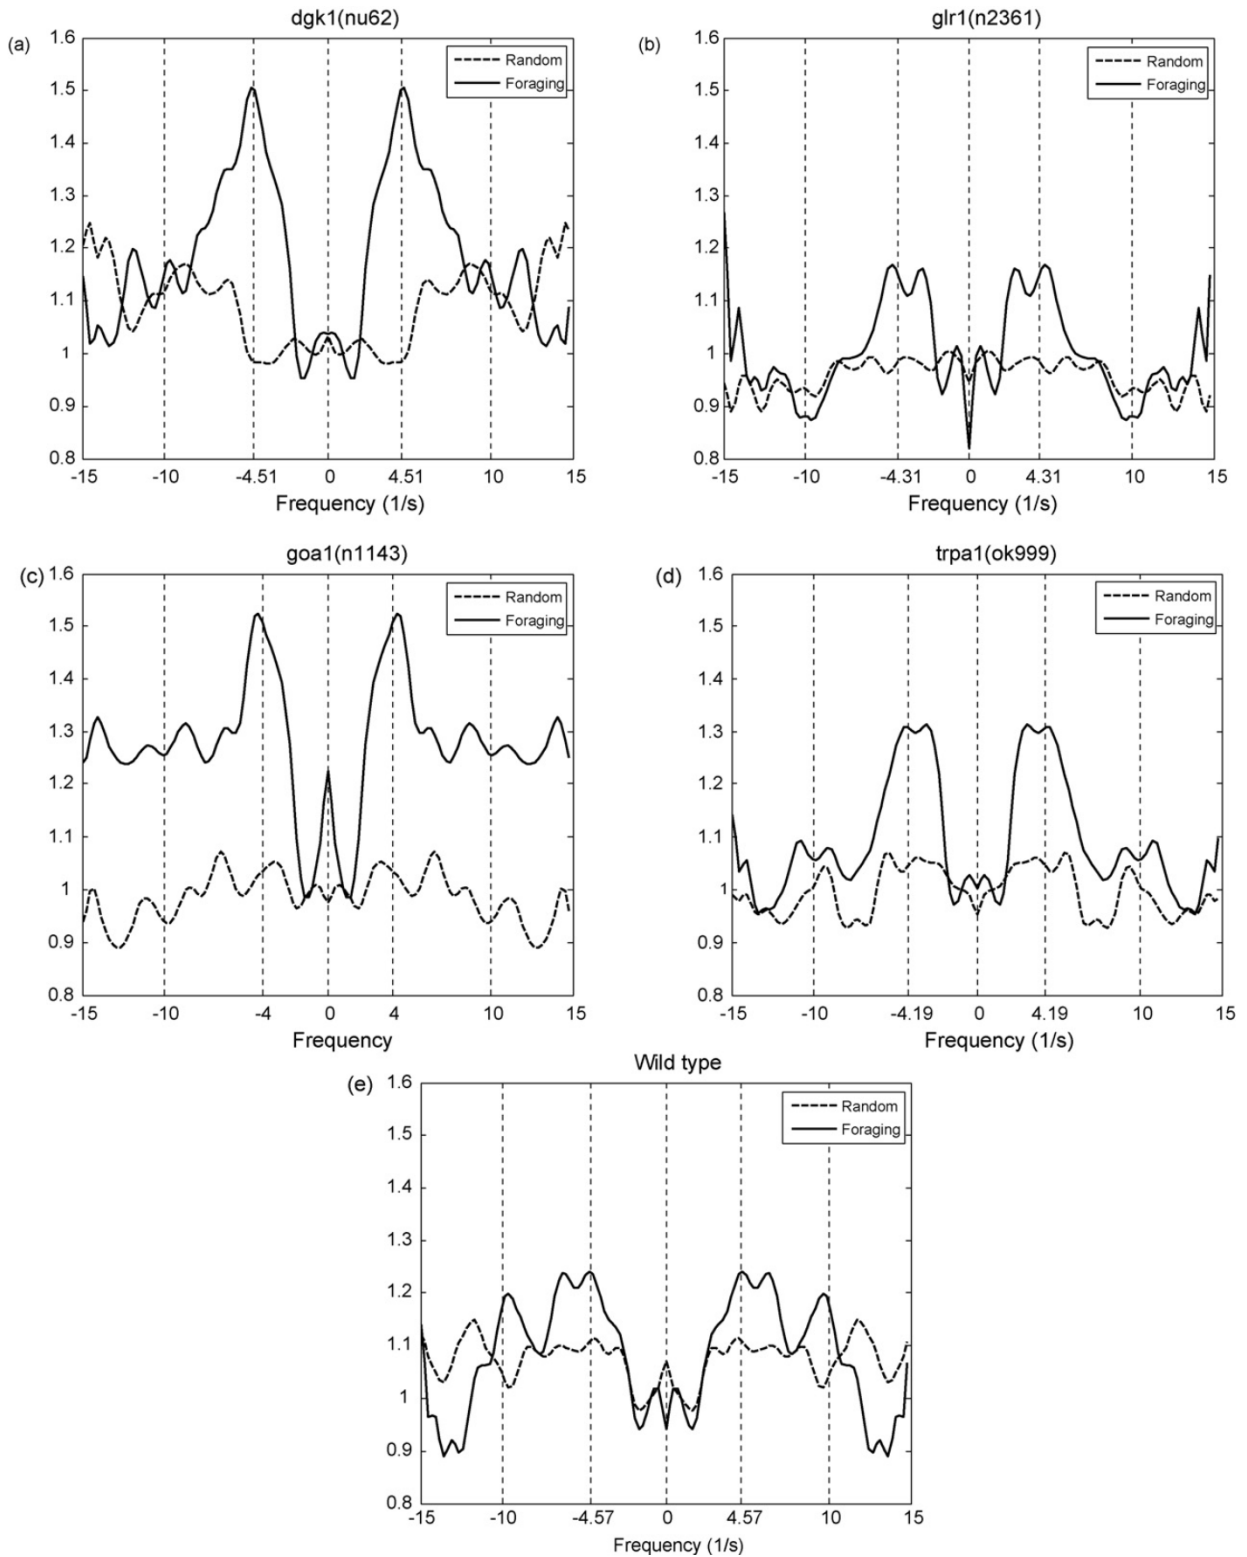 dgk1(nu62)
(a)
1.6
1.5
1.4
1.3
1.2
1.1
1
0.9
0.8
Random
Foraging
-15 -10 -4.51 0 4.51 10 15
Frequency (1/s)
glr1(n2361)
(b)
1.6
1.5
1.4
1.3
1.2
1.1
1
0.9
0.8
Random
Foraging
-15 -10 -4.31 0 4.31 10 15
Frequency (1/s)
goa1(n1143)
(c)
1.6
1.5
1.4
1.3
1.2
1.1
1
0.9
0.8
Random
Foraging
-15 -10 -4 0 4 10 15
Frequency
trpa1(ok999)
(d)
1.6
1.5
1.4
1.3
1.2
1.1
1
0.9
0.8
Random
Foraging
-15 -10 -4.19 0 4.19 10 15
Frequency (1/s)
Wild type
(e)
1.6
1.5
1.4
1.3
1.2
1.1
1
0.9
0.8
Random
Foraging
-15 -10 -4.57 0 4.57 10 15
Frequency (1/s)